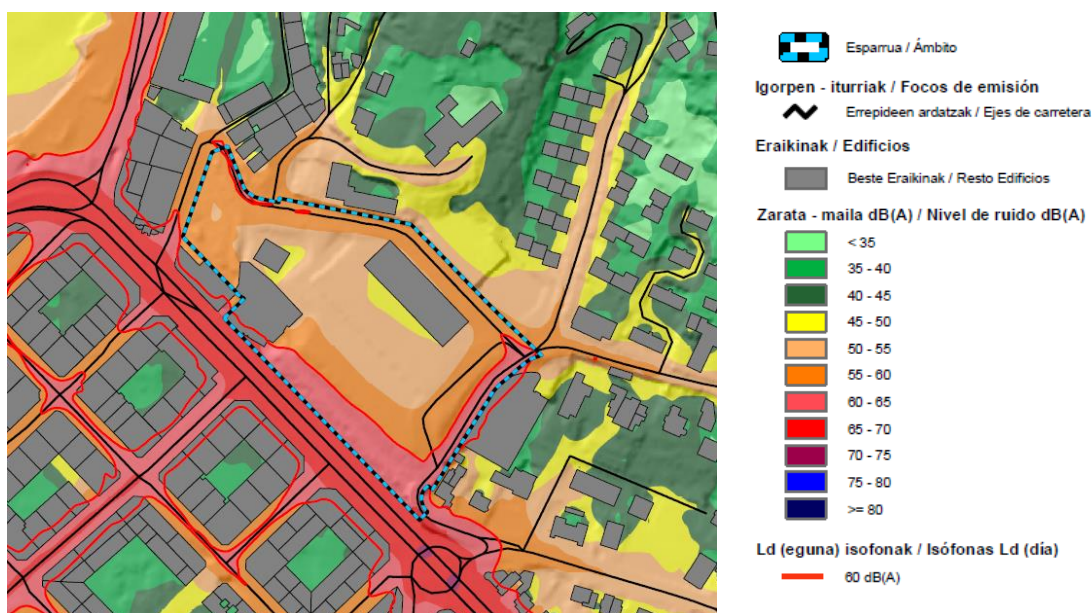 Esparrua / Ámbito
Igorpen - iturriak / Focos de emisión
Errepideen ardatzak / Ejes de carretera
Eraikinak / Edificios
Beste Eraikinak / Resto Edificios
Zarata - maila dB(A) / Nivel de ruido dB(A)
< 35
35 - 40
40 - 45
45 - 50
50 - 55
55 - 60
60 - 65
65 - 70
70 - 75
75 - 80
>= 80
Ld (eguna) isofonak / Isófonas Ld (día)
60 dB(A)